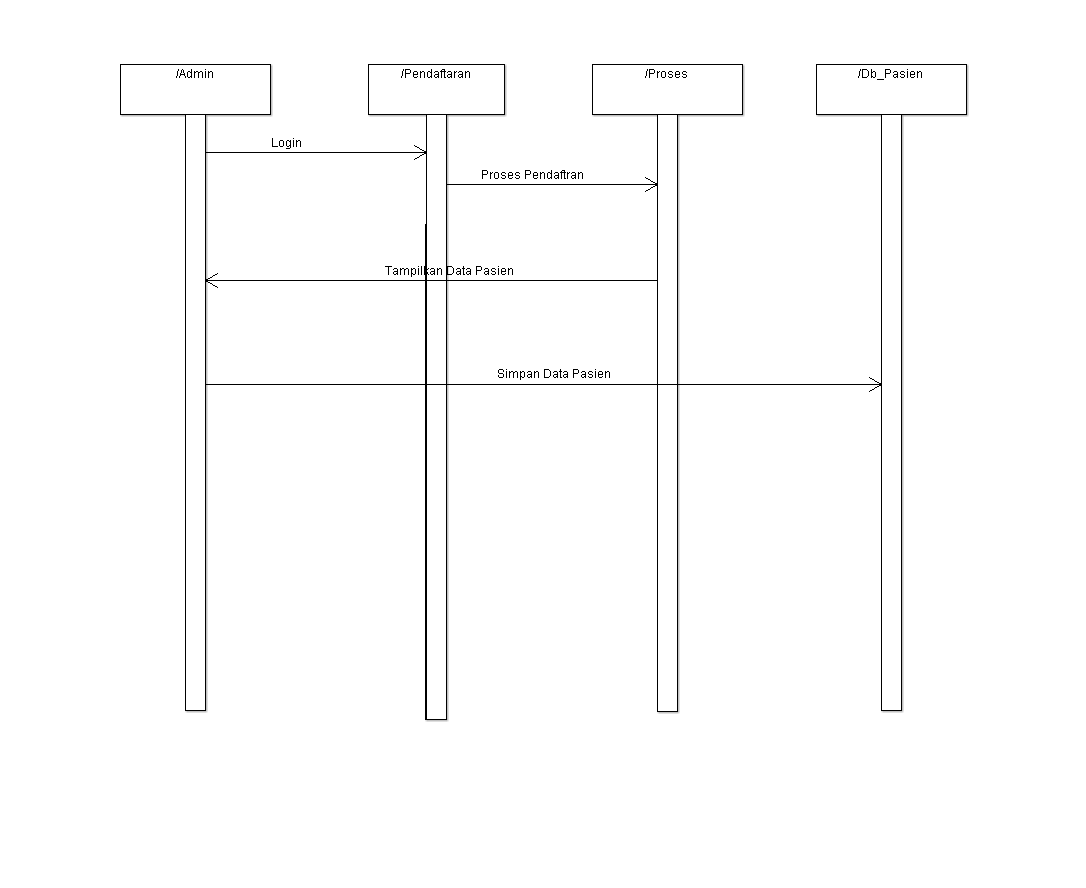 /Admin
/Pendaftaran
/Proses
/Db_Pasien
Login
Proses Pendaftran
Tampilkan Data Pasien
Simpan Data Pasien